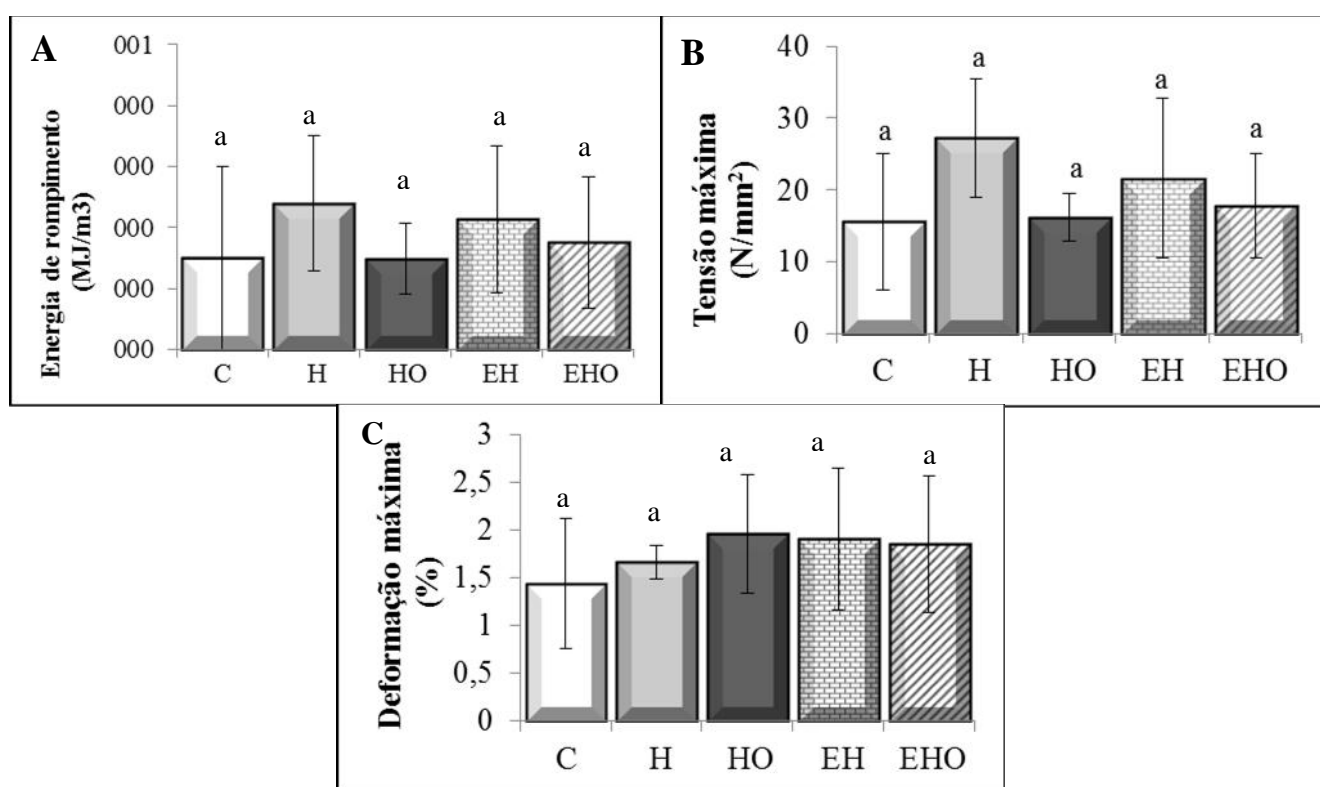 A
Energia de rompimento
(MJ/m3)
001
000
000
000
000
000
a a a a a
C H HO EH EHO
B
Tensão máxima
(N/mm²)
40
30
20
10
0
a a a a a
C H HO EH EHO
C
Deformação máxima
(%)
3
2,5
2
1,5
1
0,5
0
a a a a a
C H HO EH EHO